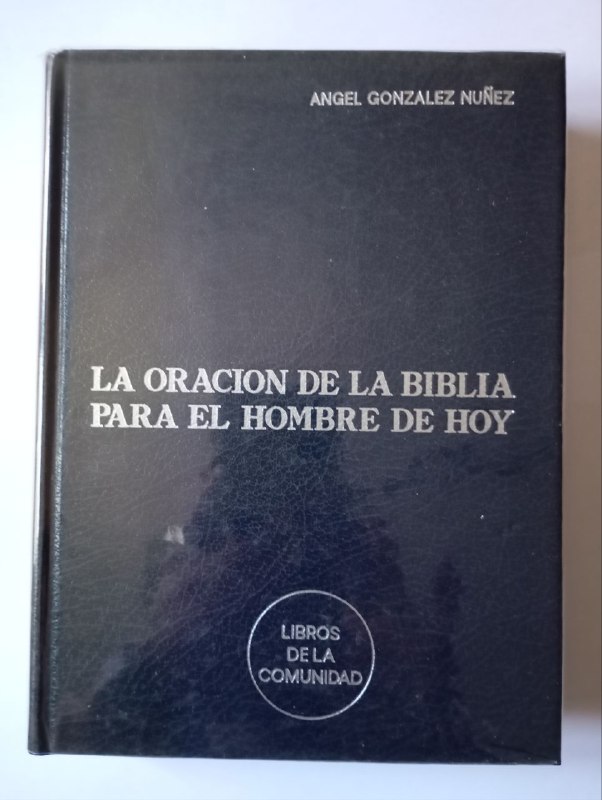 ANGEL GONZALEZ NUÑEZ
LA ORACION DE LA BIBLIA
PARA EL HOMBRE DE HOY
LIBROS
DE LA
COMUNIDAD